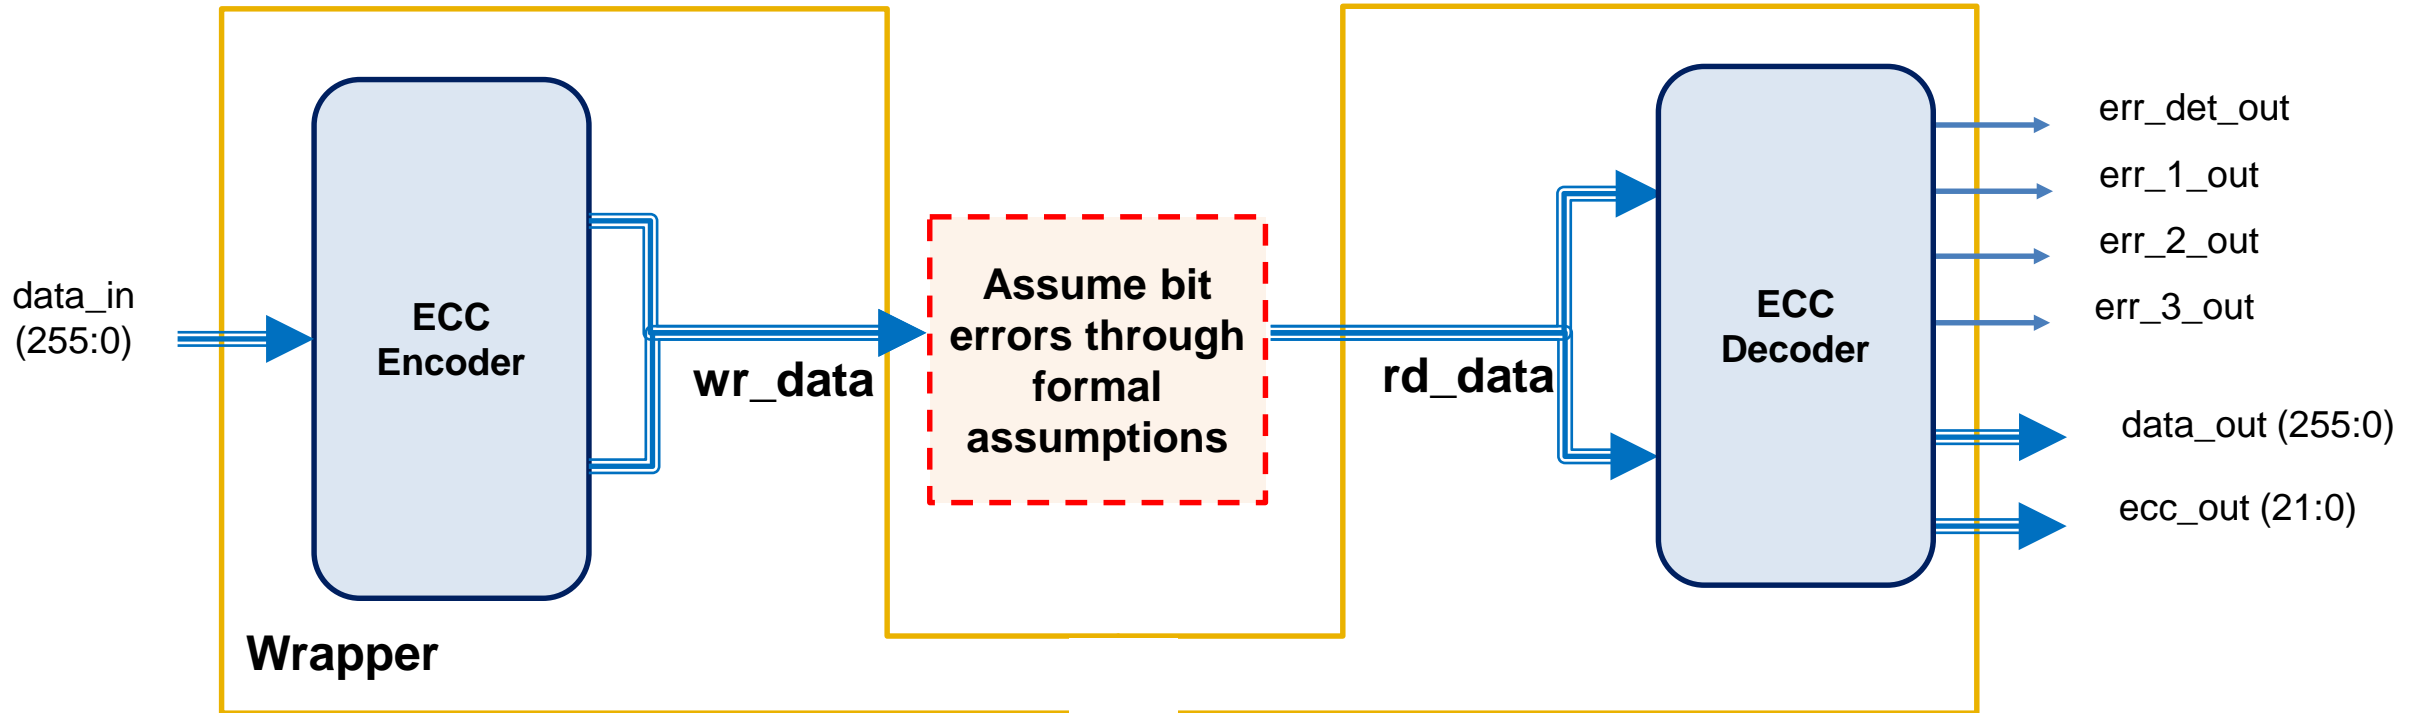 data_in
(255:0)
ECC
Encoder
wr_data
Assume bit
errors through
formal
assumptions
rd_data
ECC
Decoder
err_det_out
err_1_out
err_2_out
err_3_out
data_out (255:0)
ecc_out (21:0)
Wrapper